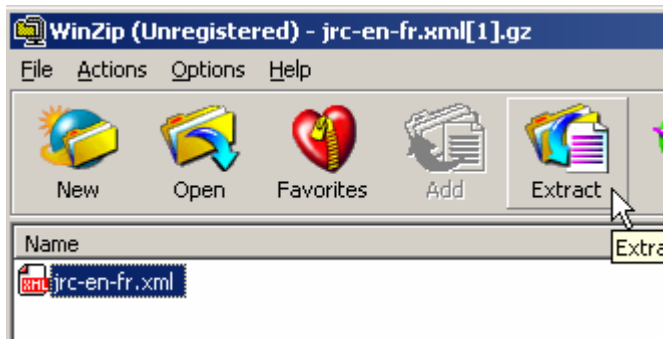 WinZip (Unregistered) - jrc-en-fr.xml[1].gz
File Actions Options Help
New Open Favorites Add Extract
Name
jrc-en-fr.xml